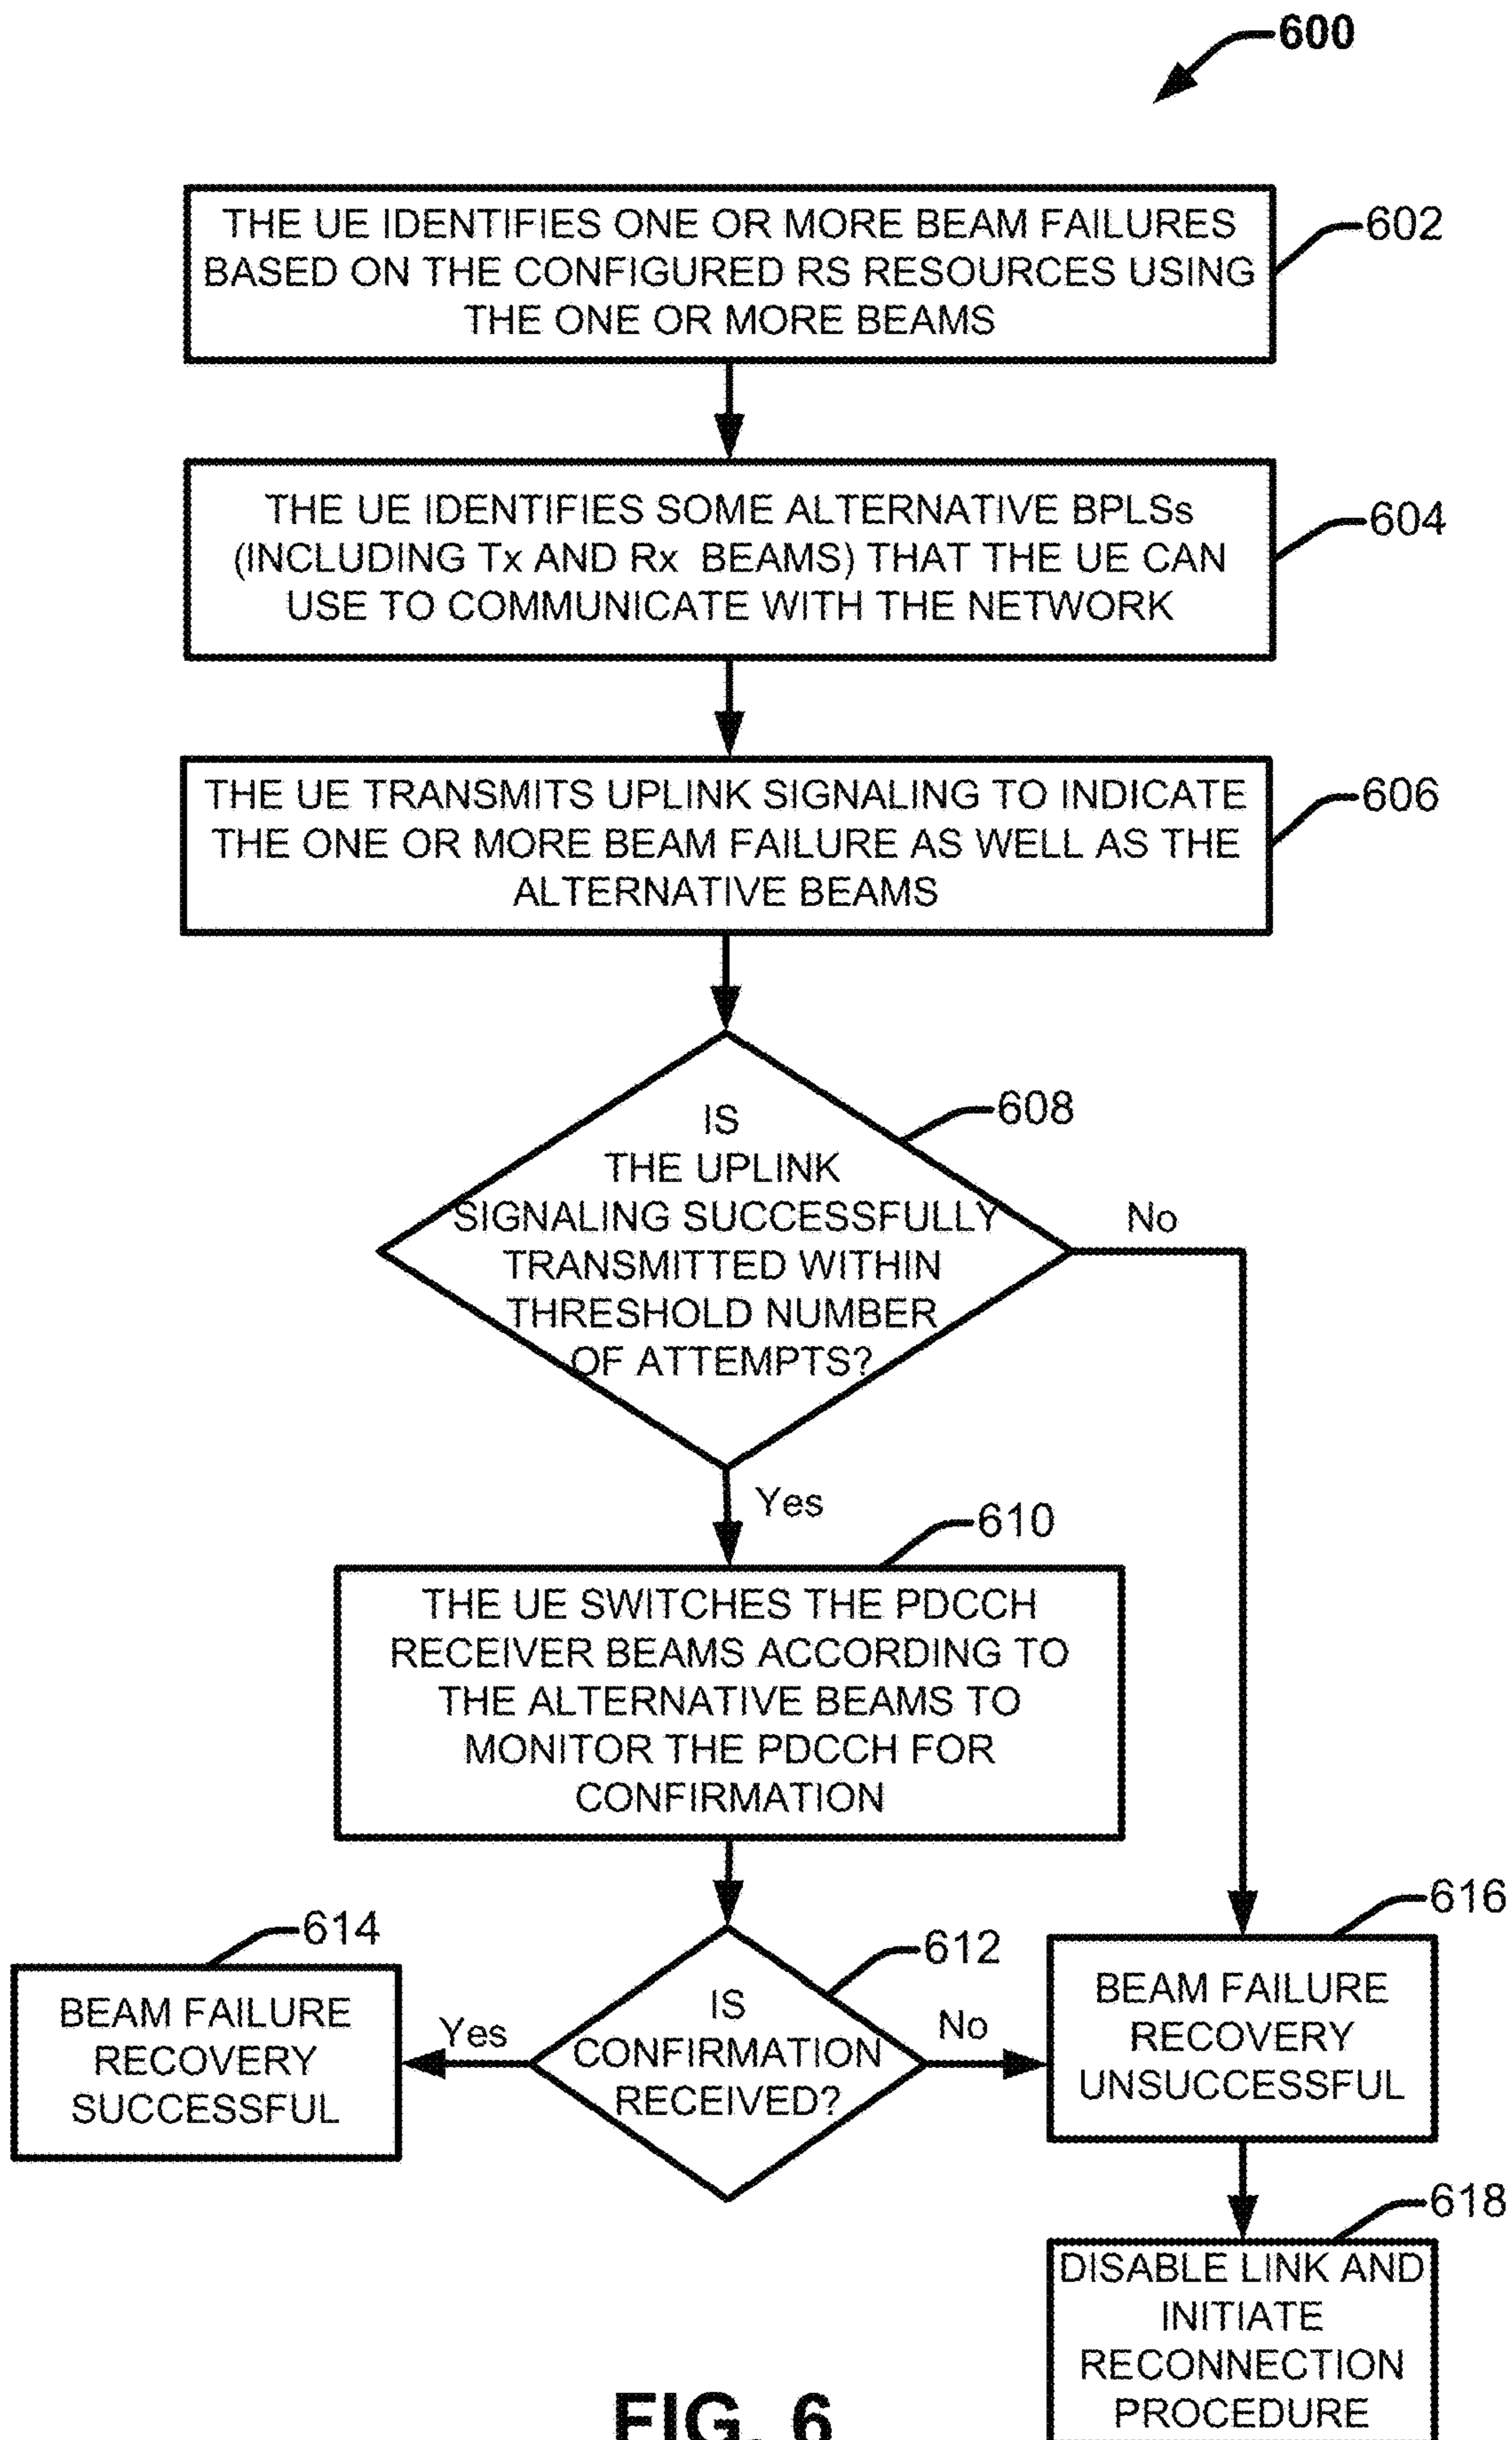 600
THE UE IDENTIFIES ONE OR MORE BEAM FAILURES
BASED ON THE CONFIGURED RS RESOURCES USING
THE ONE OR MORE BEAMS
602
THE UE IDENTIFIES SOME ALTERNATIVE BPLSs
(INCLUDING Tx AND Rx BEAMS) THAT THE UE CAN
USE TO COMMUNICATE WITH THE NETWORK
604
THE UE TRANSMITS UPLINK SIGNALING TO INDICATE
THE ONE OR MORE BEAM FAILURE AS WELL AS THE
ALTERNATIVE BEAMS
606
IS
THE UPLINK
SIGNALING SUCCESSFULLY
TRANSMITTED WITHIN
THRESHOLD NUMBER
OF ATTEMPTS?
608
No
Yes
610
THE UE SWITCHES THE PDCCH
RECEIVER BEAMS ACCORDING TO
THE ALTERNATIVE BEAMS TO
MONITOR THE PDCCH FOR
CONFIRMATION
612
IS
CONFIRMATION
RECEIVED?
Yes
No
614
BEAM FAILURE
RECOVERY
SUCCESSFUL
616
BEAM FAILURE
RECOVERY
UNSUCCESSFUL
618
DISABLE LINK AND
INITIATE
RECONNECTION
PROCEDURE
FIG. 6